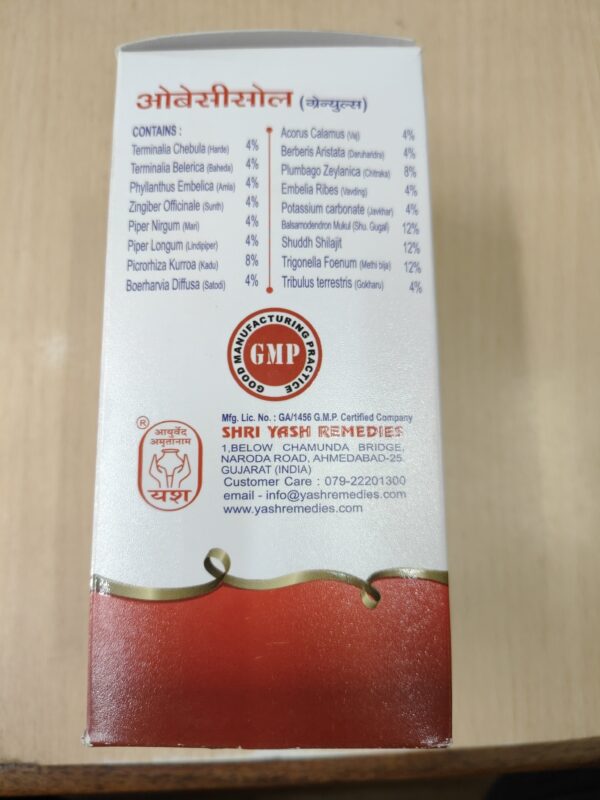 ओबेसीसोल (ग्रेन्युल्स)
CONTAINS :
Terminalia Chebula (Harde) 4%
Terminalia Belerica (Baheda) 4%
Phyllanthus Embelica (Amla) 4%
Zingiber Officinale (Sunth) 4%
Piper Nirgum (Mari) 4%
Piper Longum (Lindipiper) 4%
Picrorhiza Kurroa (Kadu) 8%
Boerharvia Diffusa (Satodi) 4%
Acorus Calamus (Vaj) 4%
Berberis Aristata (Daruharidra) 4%
Plumbago Zeylanica (Chitraka) 8%
Embelia Ribes (Vavding) 4%
Potassium carbonate (Javkhar) 4%
Balsamodendron Mukul (Shu. Gugal) 12%
Shuddh Shilajit 12%
Trigonella Foenum (Methi bija) 12%
Tribulus terrestris (Gokharu) 4%
GOOD MANUFACTURING PRACTICE
GMP
®
आयुर्वेद
अमृतानाम
यश
Mfg. Lic. No. : GA/1456 G.M.P. Certified Company
SHRI YASH REMEDIES
1,BELOW CHAMUNDA BRIDGE,
NARODA ROAD, AHMEDABAD-25.
GUJARAT (INDIA)
Customer Care : 079-22201300
email - info@yashremedies.com
www.yashremedies.com